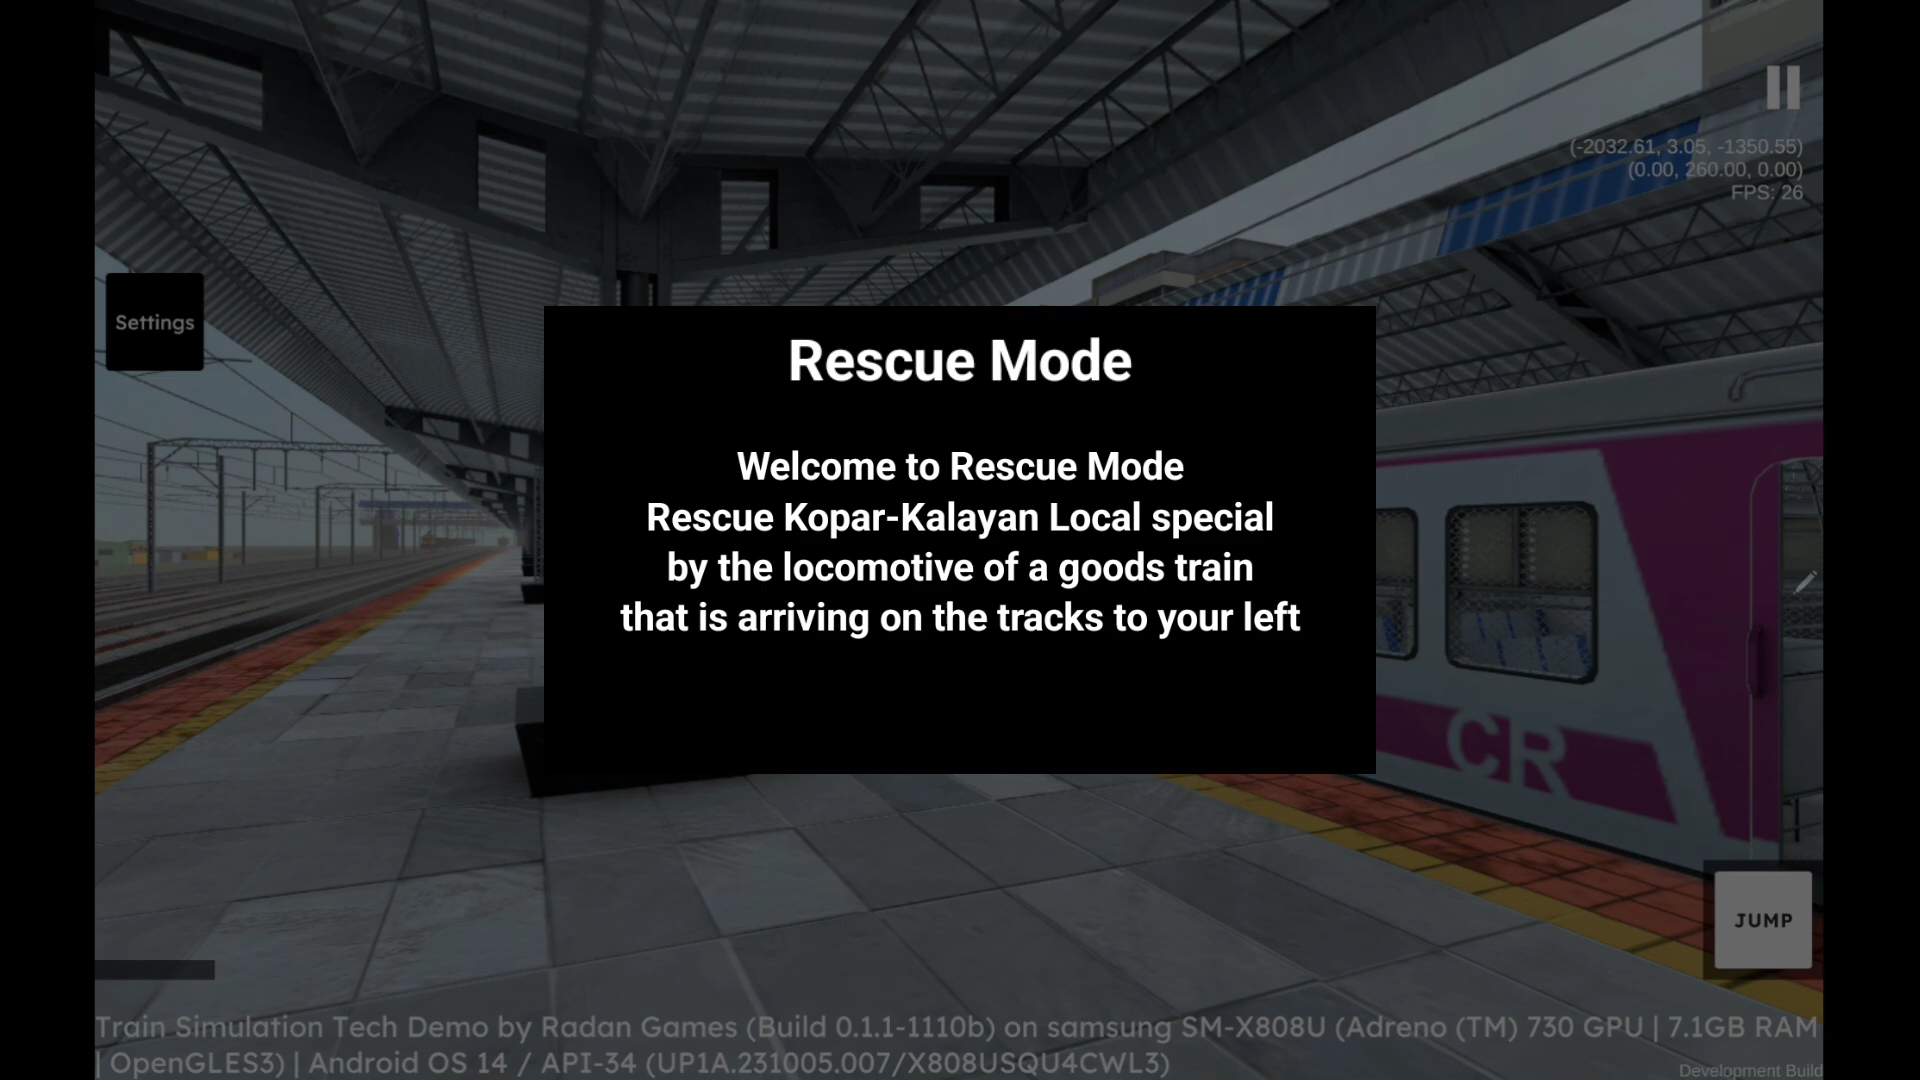 (-2032.61, 3.05, -1350.55)
(0.00, 260.00, 0.00)
FPS: 26
Settings
Rescue Mode
Welcome to Rescue Mode
Rescue Kopar-Kalayan Local special
by the locomotive of a goods train
that is arriving on the tracks to your left
CR
JUMP
Train Simulation Tech Demo by Radan Games (Build 0.1.1-1110b) on samsung SM-X808U (Adreno (TM) 730 GPU | 7.1GB RAM
| OpenGLES3) | Android OS 14 / API-34 (UP1A.231005.007/X808USQU4CWL3)
Development Build